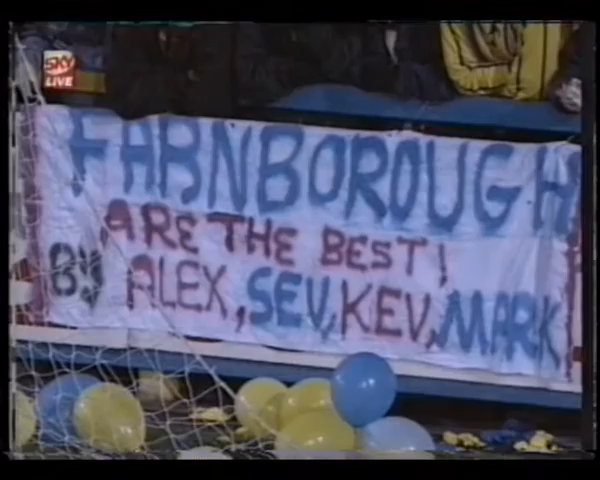 SKY
LIVE
FARNBOROUGH
ARE THE BEST!
BY ALEX, SEV, KEV, MARK